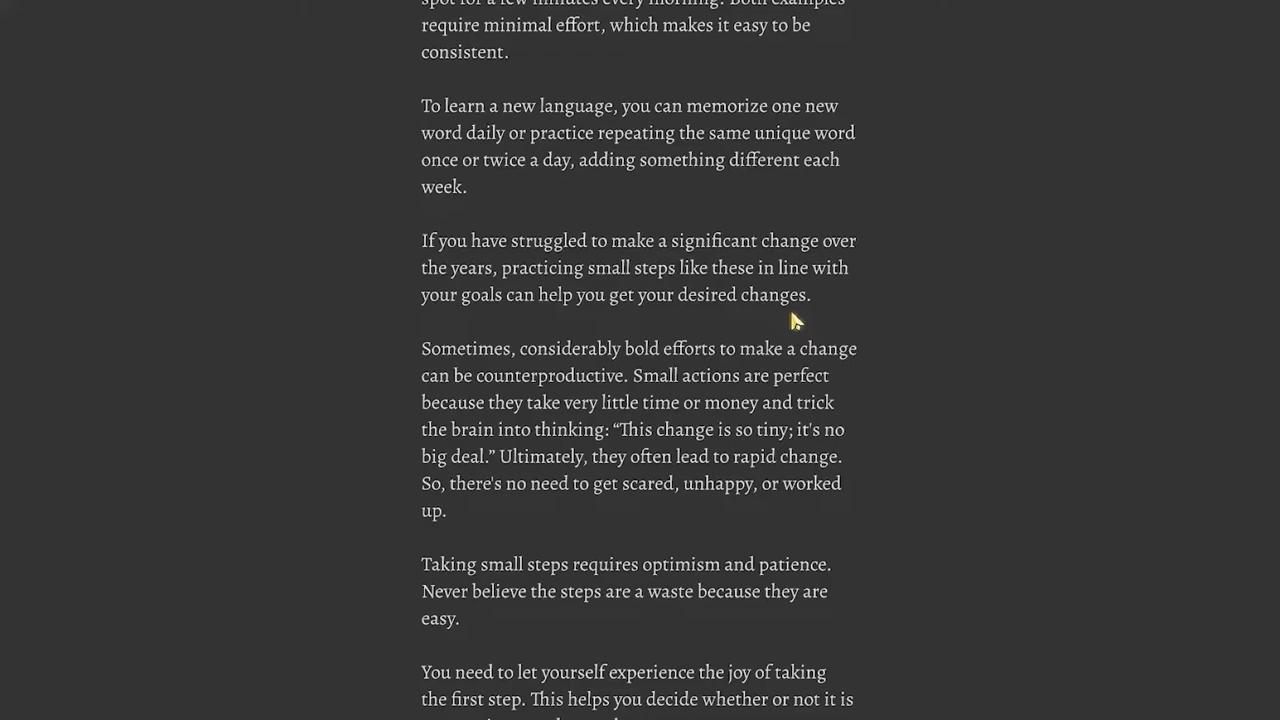 spot for a few minutes every morning. Both examples
require minimal effort, which makes it easy to be
consistent.
To learn a new language, you can memorize one new
word daily or practice repeating the same unique word
once or twice a day, adding something different each
week.
If you have struggled to make a significant change over
the years, practicing small steps like these in line with
your goals can help you get your desired changes.
Sometimes, considerably bold efforts to make a change
can be counterproductive. Small actions are perfect
because they take very little time or money and trick
the brain into thinking: “This change is so tiny; it's no
big deal.” Ultimately, they often lead to rapid change.
So, there's no need to get scared, unhappy, or worked
up.
Taking small steps requires optimism and patience.
Never believe the steps are a waste because they are
easy.
You need to let yourself experience the joy of taking
the first step. This helps you decide whether or not it is